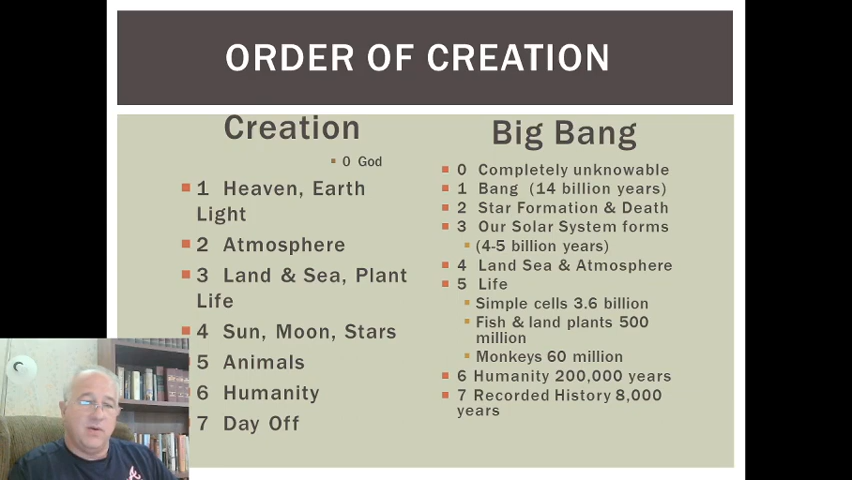 ORDER OF CREATION
Creation
0 God
1 Heaven, Earth
Light
2 Atmosphere
3 Land & Sea, Plant
Life
4 Sun, Moon, Stars
5 Animals
6 Humanity
7 Day Off
Big Bang
0 Completely unknowable
1 Bang (14 billion years)
2 Star Formation & Death
3 Our Solar System forms
(4-5 billion years)
4 Land Sea & Atmosphere
5 Life
Simple cells 3.6 billion
Fish & land plants 500
million
Monkeys 60 million
6 Humanity 200,000 years
7 Recorded History 8,000
years
A